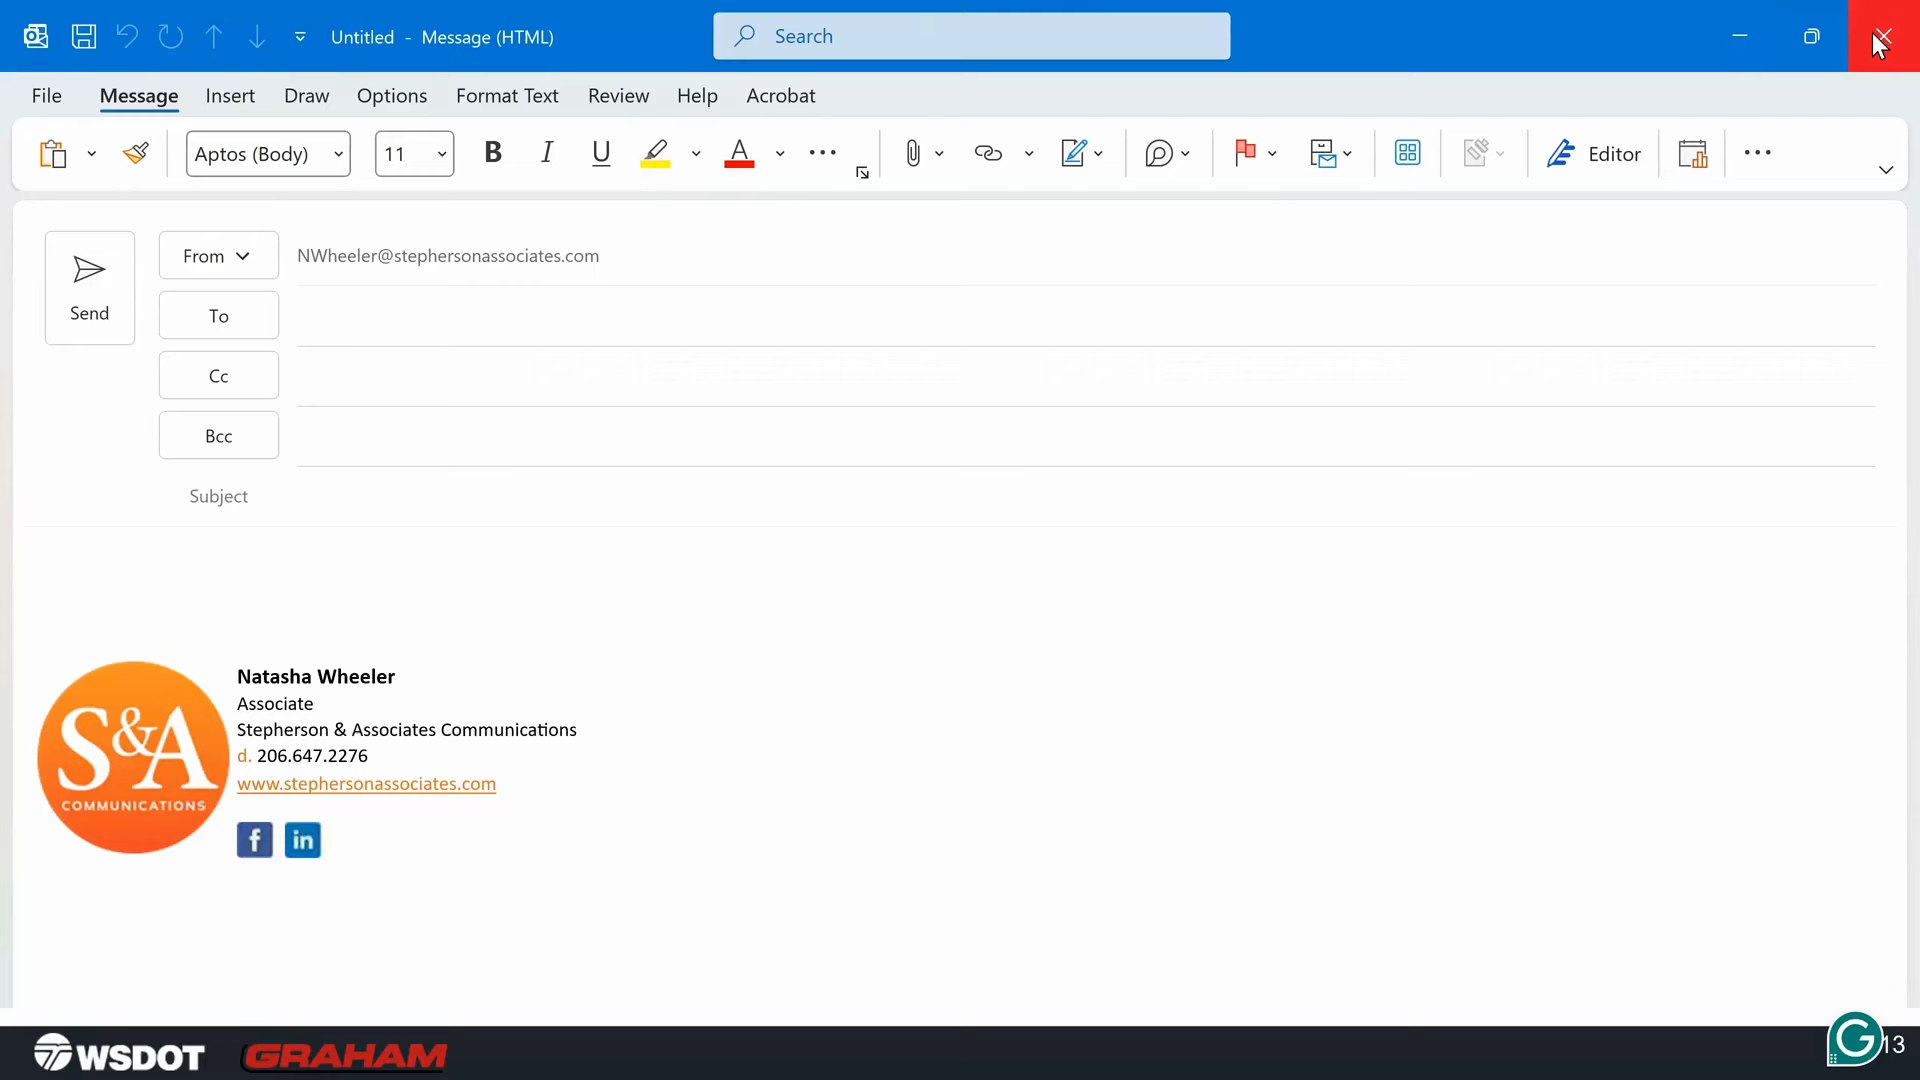 Untitled - Message (HTML)
Search
File Message Insert Draw Options Format Text Review Help Acrobat
Aptos (Body) 11 B I U A Editor
From NWheeler@stephersonassociates.com
Send
To
Cc
Bcc
Subject
S&A
COMMUNICATIONS
Natasha Wheeler
Associate
Stepherson & Associates Communications
d. 206.647.2276
www.stephersonassociates.com
f in
WSDOT GRAHAM G 13